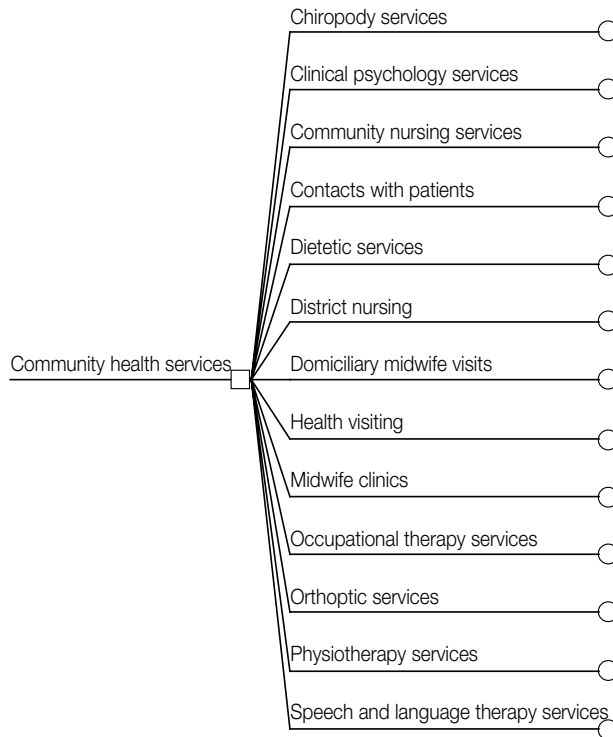 Chiropody services
Clinical psychology services
Community nursing services
Contacts with patients
Dietetic services
District nursing
Community health services
Domiciliary midwife visits
Health visiting
Midwife clinics
Occupational therapy services
Orthoptic services
Physiotherapy services
Speech and language therapy services